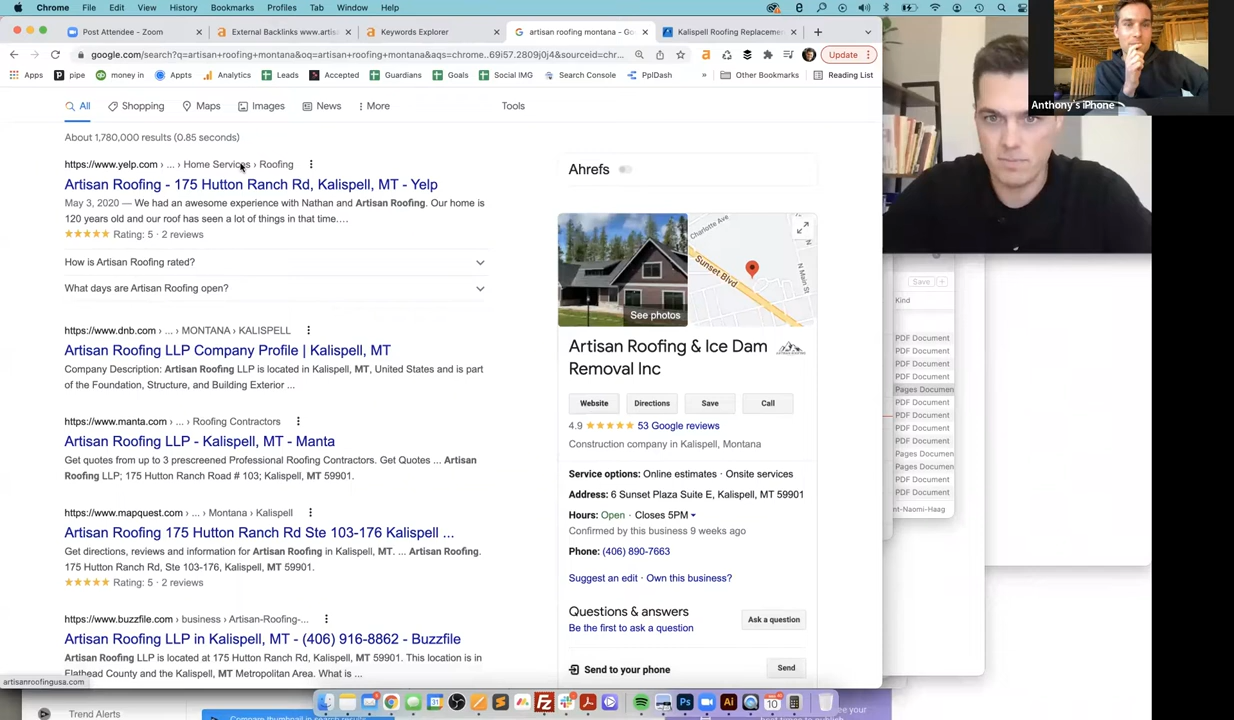 Chrome File Edit View History Bookmarks Profiles Tab Window Help
Post Attendee - Zoom
External Backlinks www.artis
Keywords Explorer
artisan roofing montana - Go
Kalispell Roofing Replacemen
google.com/search?q=artisan+roofing+montana&oq=artisan+roofing+montana&aqs=chrome..69i57.2809j0j4&sourceid=chr...
Update
Apps pipe money in Appts Analytics Leads Accepted Guardians Goals Social IMG Search Console PplDash » Other Bookmarks Reading List
All Shopping Maps Images News More Tools
About 1,780,000 results (0.85 seconds)
https://www.yelp.com › ... › Home Services › Roofing
Artisan Roofing - 175 Hutton Ranch Rd, Kalispell, MT - Yelp
May 3, 2020 — We had an awesome experience with Nathan and Artisan Roofing. Our home is
120 years old and our roof has seen a lot of things in that time....
Rating: 5 · 2 reviews
How is Artisan Roofing rated?
What days are Artisan Roofing open?
https://www.dnb.com › ... › MONTANA › KALISPELL
Artisan Roofing LLP Company Profile | Kalispell, MT
Company Description: Artisan Roofing LLP is located in Kalispell, MT, United States and is part
of the Foundation, Structure, and Building Exterior ...
https://www.manta.com › ... › Roofing Contractors
Artisan Roofing LLP - Kalispell, MT - Manta
Get quotes from up to 3 prescreened Professional Roofing Contractors. Get Quotes ... Artisan
Roofing LLP; 175 Hutton Ranch Road # 103; Kalispell, MT 59901.
https://www.mapquest.com › ... › Montana › Kalispell
Artisan Roofing 175 Hutton Ranch Rd Ste 103-176 Kalispell ...
Get directions, reviews and information for Artisan Roofing in Kalispell, MT. ... Artisan Roofing.
175 Hutton Ranch Rd, Ste 103-176, Kalispell, MT 59901.
Rating: 5 · 2 reviews
https://www.buzzfile.com › business › Artisan-Roofing-...
Artisan Roofing LLP in Kalispell, MT - (406) 916-8862 - Buzzfile
Artisan Roofing LLP is located at 175 Hutton Ranch Rd, Kalispell, MT 59901. This location is in
Flathead County and the Kalispell, MT Metropolitan Area. What is ...
artisanroofingusa.com
Ahrefs
Charlotte Ave
Sunset Blvd
N Main St
See photos
Artisan Roofing & Ice Dam
Removal Inc
Website Directions Save Call
4.9 53 Google reviews
Construction company in Kalispell, Montana
Service options: Online estimates · Onsite services
Address: 6 Sunset Plaza Suite E, Kalispell, MT 59901
Hours: Open · Closes 5PM
Confirmed by this business 9 weeks ago
Phone: (406) 890-7663
Suggest an edit · Own this business?
Questions & answers
Be the first to ask a question
Ask a question
Send to your phone
Send
Anthony's iPhone
Save
Kind
PDF Document
PDF Document
PDF Document
PDF Document
Pages Documen
PDF Document
PDF Document
PDF Document
PDF Document
Pages Documen
Pages Documen
PDF Document
PDF Document
nt-Naomi-Haag
Trend Alerts